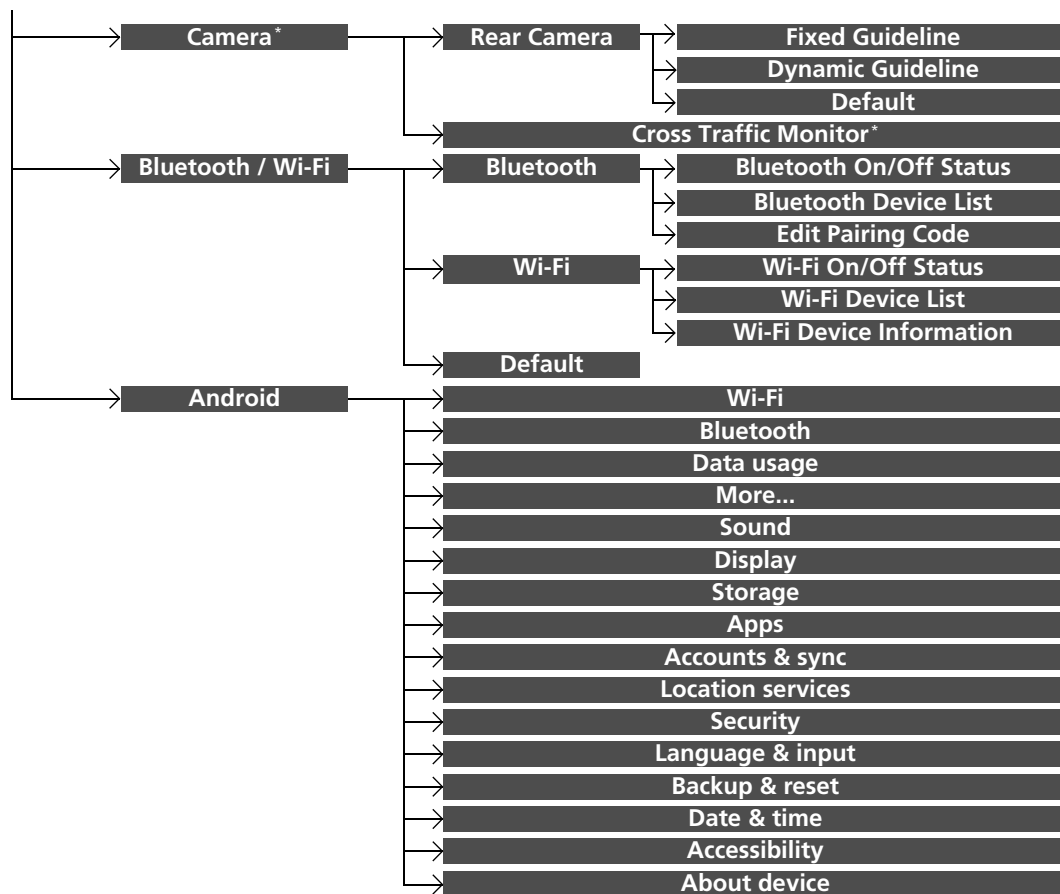 Camera*
Rear Camera
Fixed Guideline
Dynamic Guideline
Default
Cross Traffic Monitor*
Bluetooth / Wi-Fi
Bluetooth
Bluetooth On/Off Status
Bluetooth Device List
Edit Pairing Code
Wi-Fi
Wi-Fi On/Off Status
Wi-Fi Device List
Wi-Fi Device Information
Default
Android
Wi-Fi
Bluetooth
Data usage
More...
Sound
Display
Storage
Apps
Accounts & sync
Location services
Security
Language & input
Backup & reset
Date & time
Accessibility
About device